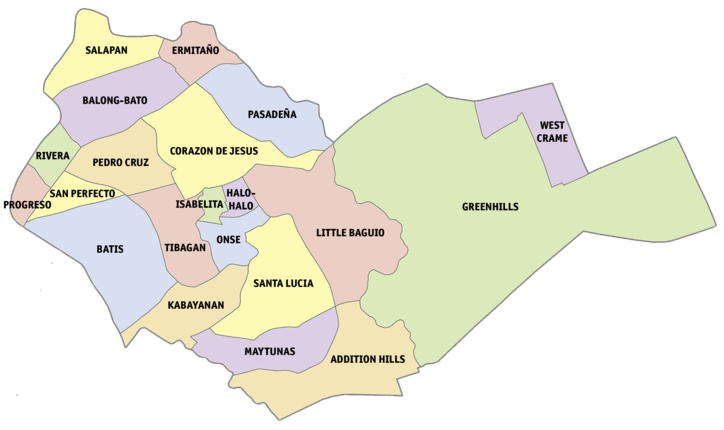 SALAPAN
ERMITAÑO
BALONG-BATO
PASADEÑA
WEST
CRAME
RIVERA
PEDRO CRUZ
CORAZON DE JESUS
SAN PERFECTO
PROGRESO
ISABELITA
HALO-
HALO
GREENHILLS
LITTLE BAGUIO
BATIS
TIBAGAN
ONSE
SANTA LUCIA
KABAYANAN
MAYTUNAS
ADDITION HILLS